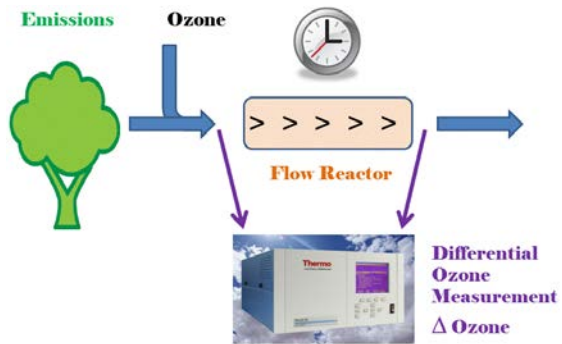 Emissions
Ozone
> > > > >
Flow Reactor
Thermo
Differential
Ozone
Measurement
Δ Ozone